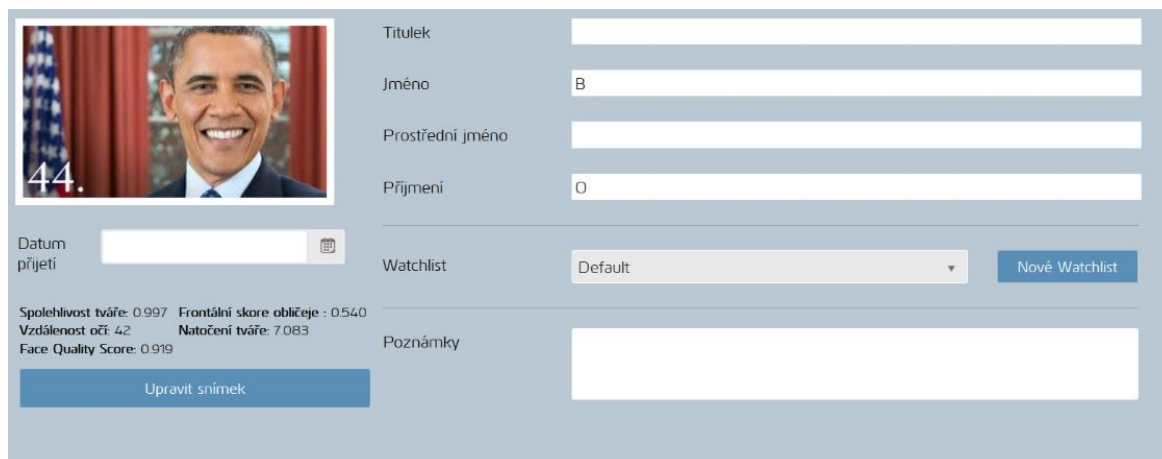 44.
Datum
přijetí
Spolehlivost tváře: 0.997 Frontální skore obličeje : 0.540
Vzdálenost očí: 42 Natočení tváře: 7.083
Face Quality Score: 0.919
Upravit snímek
Titulek
Jméno B
Prostřední jméno
Příjmení O
Watchlist Default Nové Watchlist
Poznámky